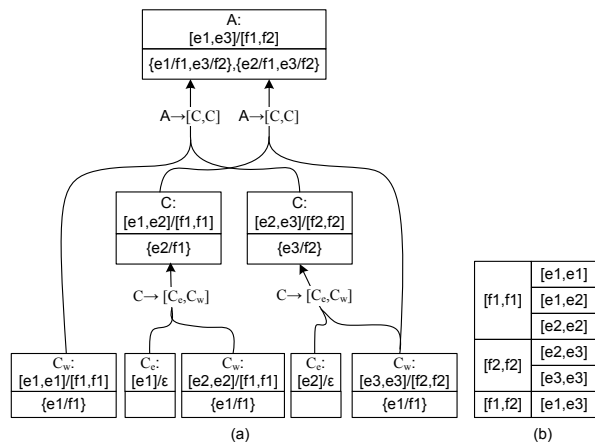 A:
[e1,e3]/[f1,f2]
{e1/f1,e3/f2},{e2/f1,e3/f2}
A→[C,C] A→[C,C]
C: C:
[e1,e2]/[f1,f1] [e2,e3]/[f2,f2]
{e2/f1} {e3/f2}
C→ [Ce,Cw] C→ [Ce,Cw]
Cw: Ce: Cw: Ce: Cw:
[e1,e1]/[f1,f1] [e1]/ε [e2,e2]/[f1,f1] [e2]/ε [e3,e3]/[f2,f2]
{e1/f1} {e1/f1} {e1/f1}
(a)
[f1,f1] [e1,e1]
[e1,e2]
[e2,e2]
[f2,f2] [e2,e3]
[e3,e3]
[f1,f2] [e1,e3]
(b)